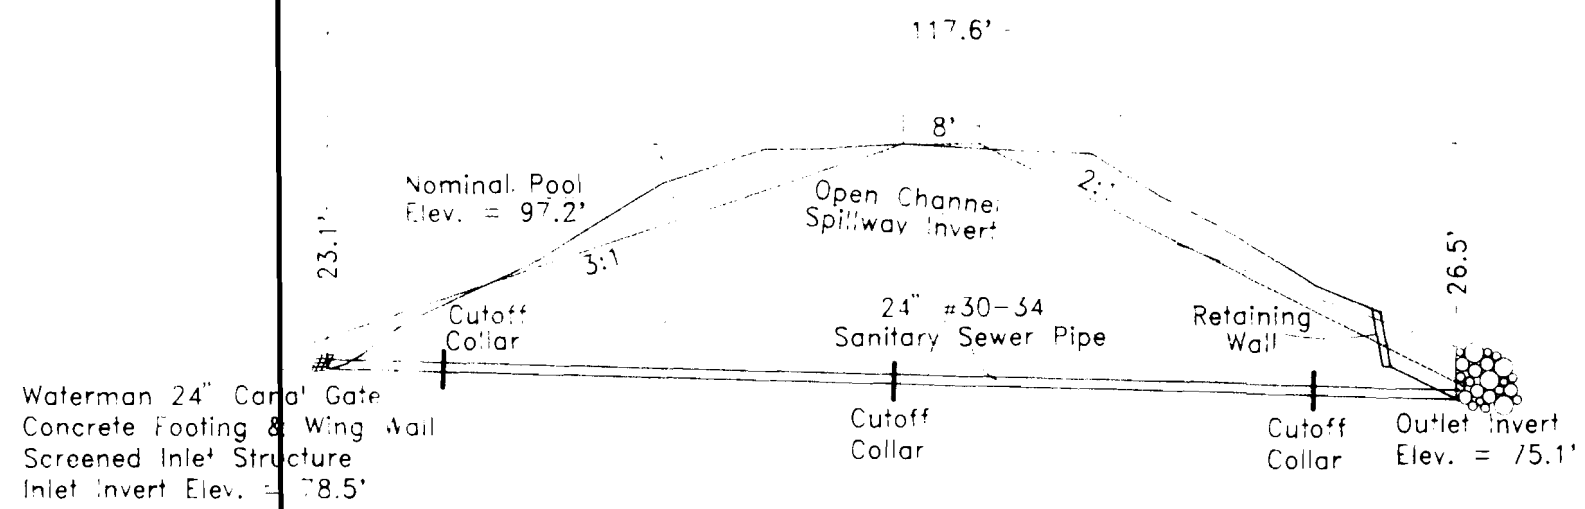 117.6'
8'
Nominal Pool
Elev. = 97.2'
Open Channel
Spillway Invert
2:1
23.1'
3:1
26.5'
Cutoff
Collar
24" #30-34
Sanitary Sewer Pipe
Retaining
Wall
Waterman 24" Canal Gate
Concrete Footing & Wing Wall
Screened Inlet Structure
Inlet Invert Elev. = 78.5'
Cutoff
Collar
Cutoff
Collar
Outlet Invert
Elev. = 75.1'